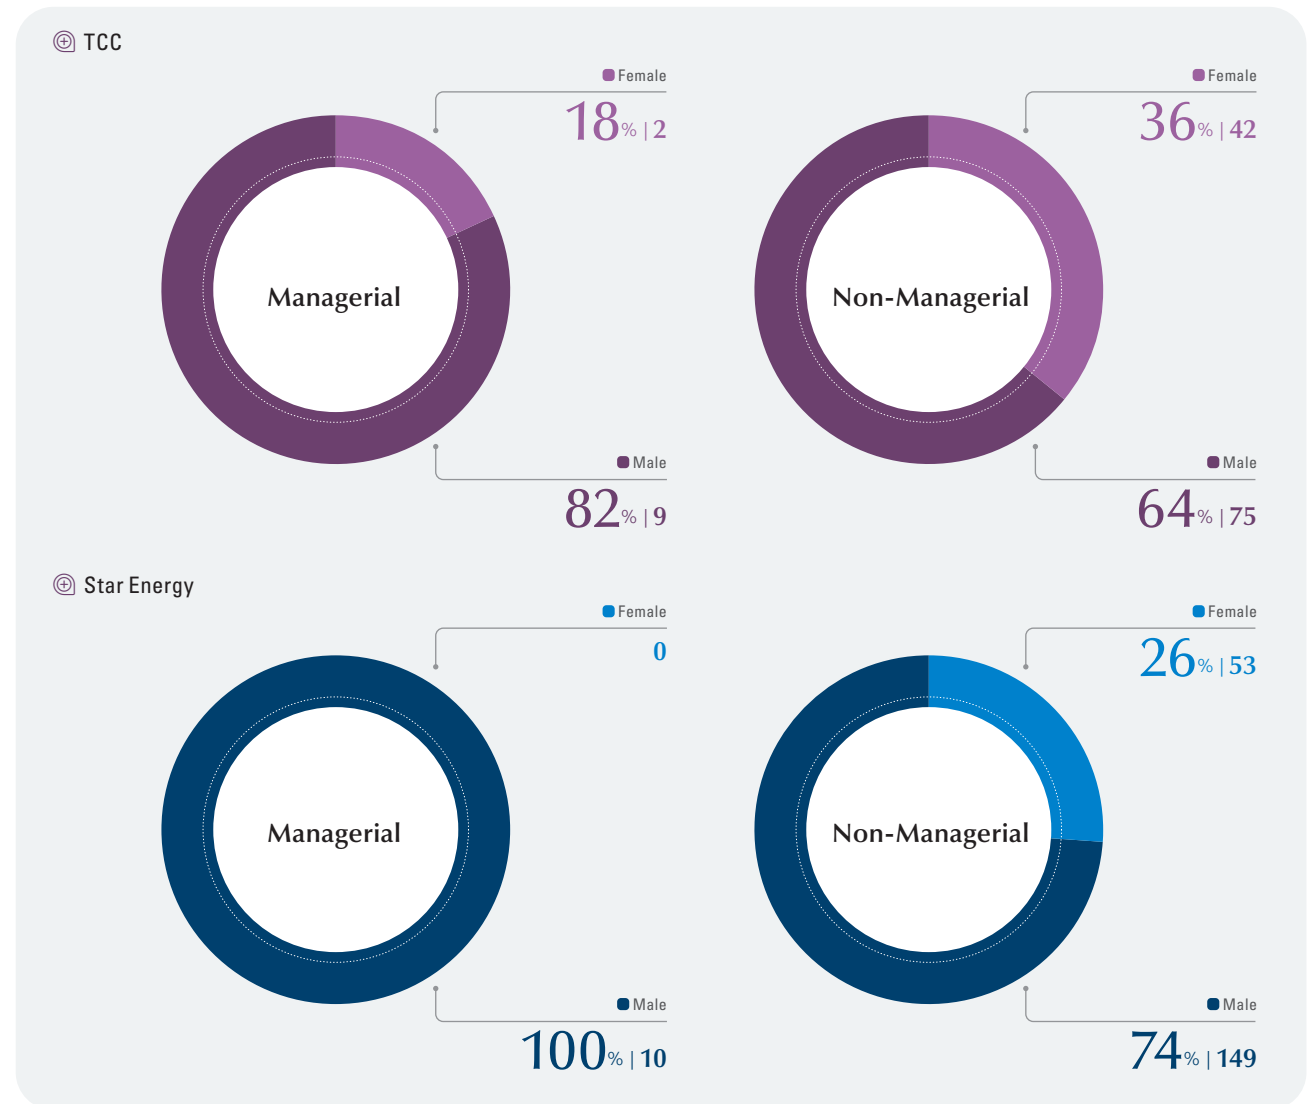 TCC
Female
18% | 2
Managerial
Male
82% | 9
Female
36% | 42
Non-Managerial
Male
64% | 75
Star Energy
Female
0
Managerial
Male
100% | 10
Female
26% | 53
Non-Managerial
Male
74% | 149